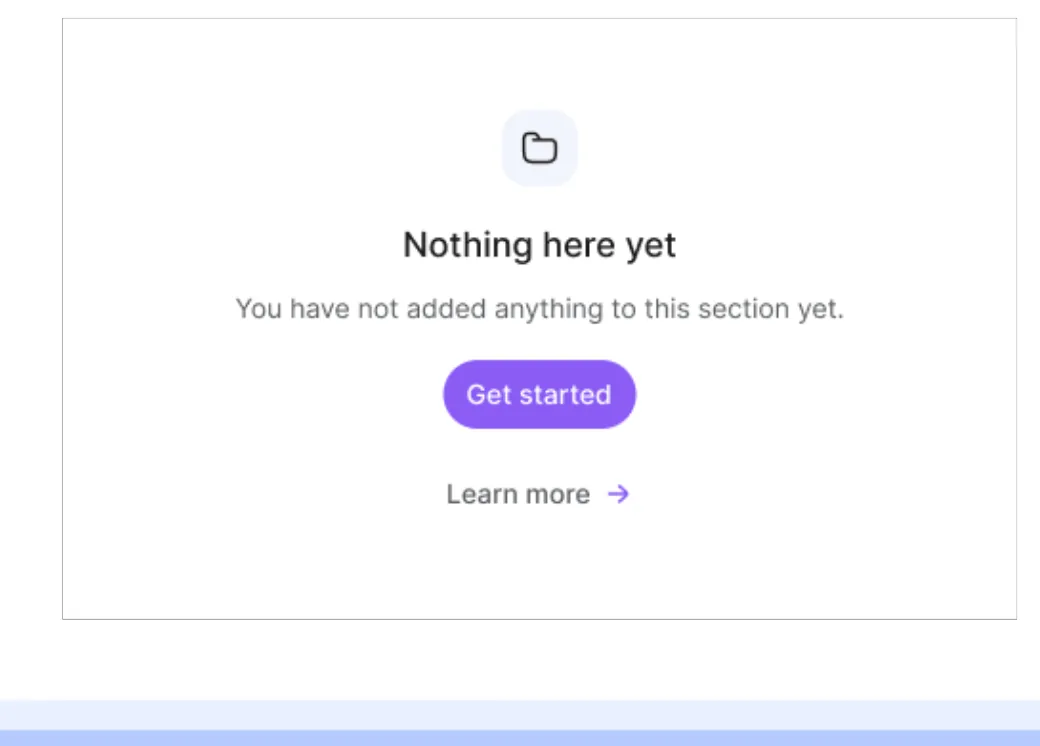 Nothing here yet
You have not added anything to this section yet.
Get started
Learn more →